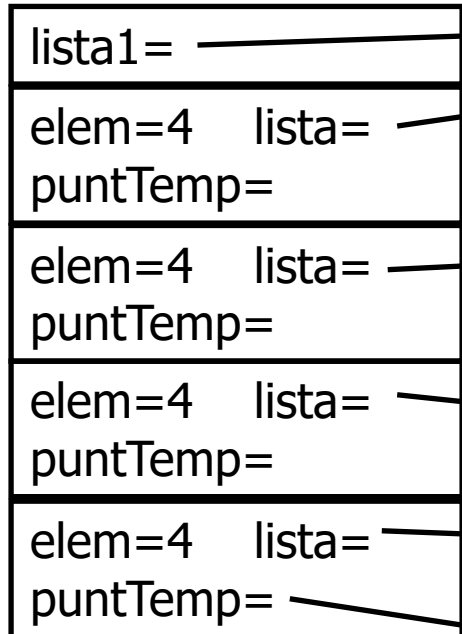 lista1=
elem=4 lista=
puntTemp=
elem=4 lista=
puntTemp=
elem=4 lista=
puntTemp=
elem=4 lista=
puntTemp=